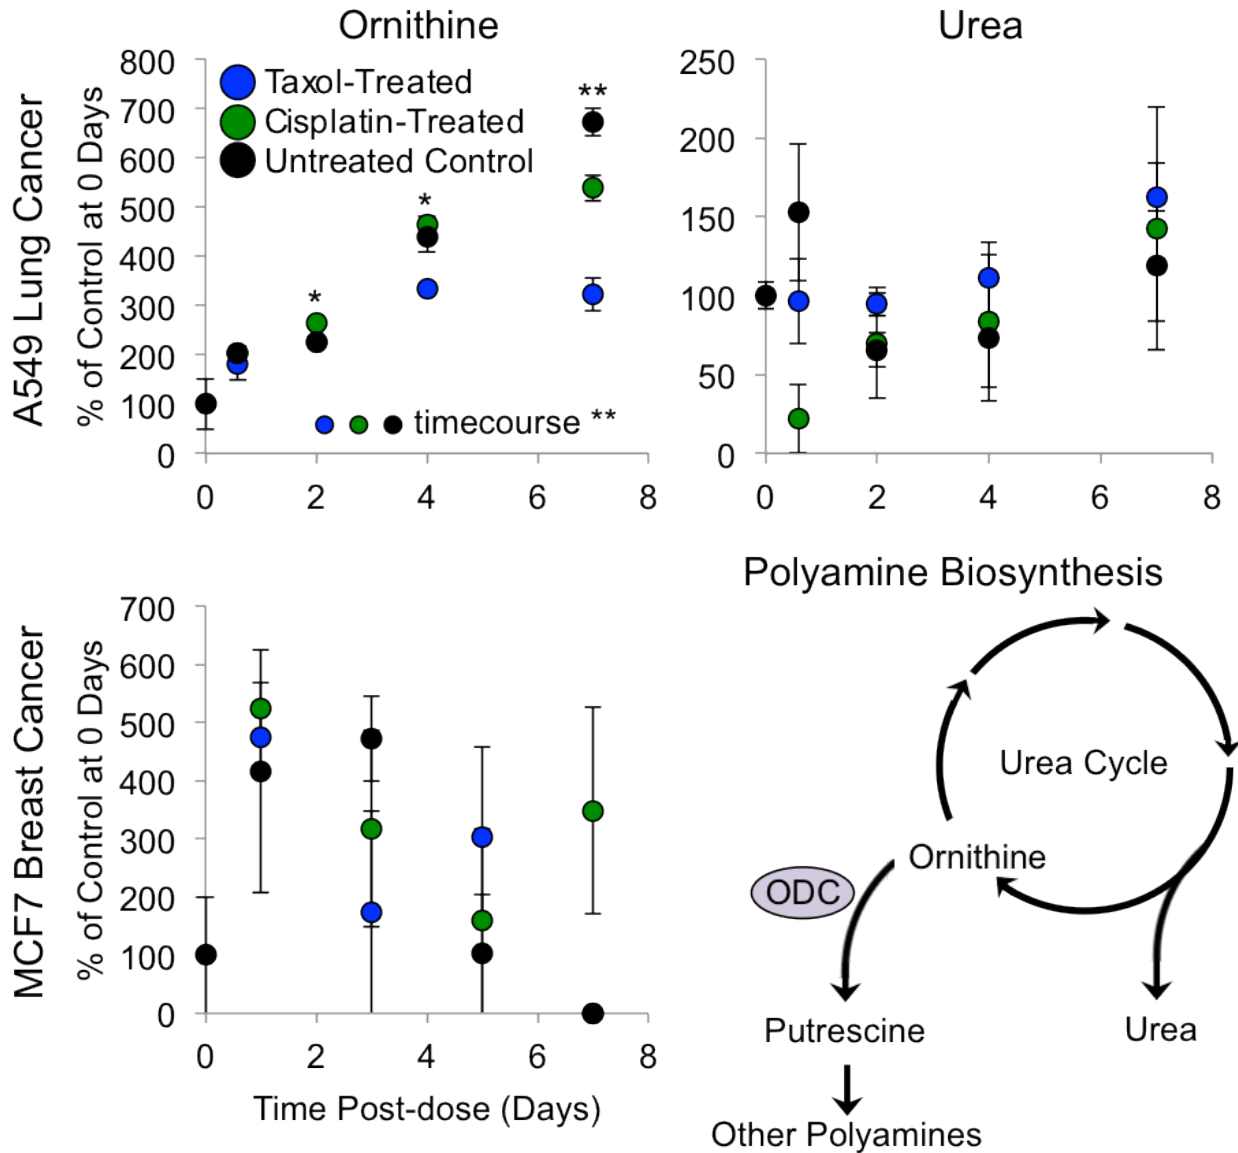 Ornithine
A549 Lung Cancer
% of Control at 0 Days
800
700
600
500
400
300
200
100
0
Taxol-Treated
Cisplatin-Treated
Untreated Control
*
*
**
timecourse **
0 2 4 6 8
Urea
250
200
150
100
50
0
0 2 4 6 8
MCF7 Breast Cancer
% of Control at 0 Days
700
600
500
400
300
200
100
0
0 2 4 6 8
Time Post-dose (Days)
Polyamine Biosynthesis
Urea Cycle
Ornithine
ODC
Putrescine
Urea
Other Polyamines